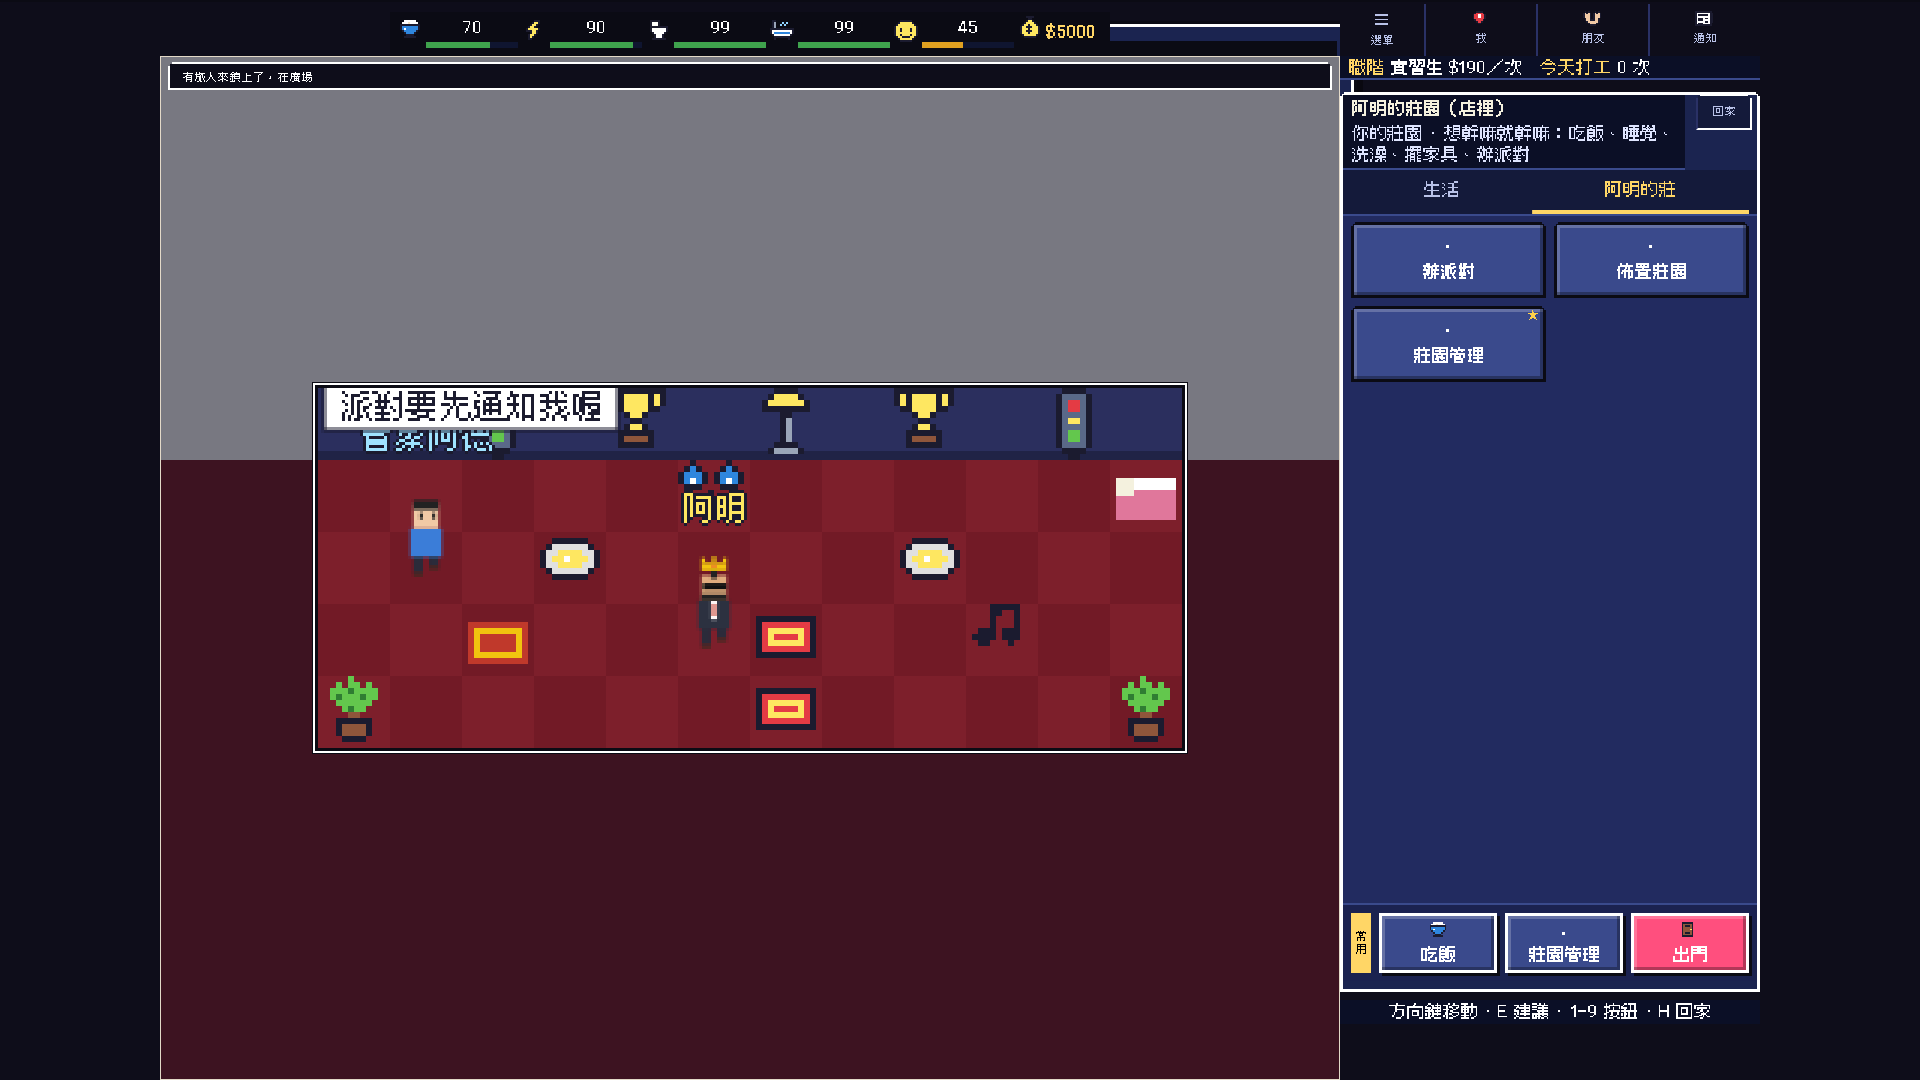 70
90
99
99
45
$5000
選單
我
朋友
通知
職階 實習生 $190／次 今天打工 0 次
有旅人來鎮上了，在廣場
阿明的莊園（店裡）
回家
你的莊園．想幹嘛就幹嘛：吃飯、睡覺、
洗澡、擺家具、辦派對
生活
阿明的莊
辦派對
佈置莊園
莊園管理
派對要先通知我喔
管家阿德
阿明
常用
吃飯
莊園管理
出門
方向鍵移動．E 建議．1-9 按鈕．H 回家